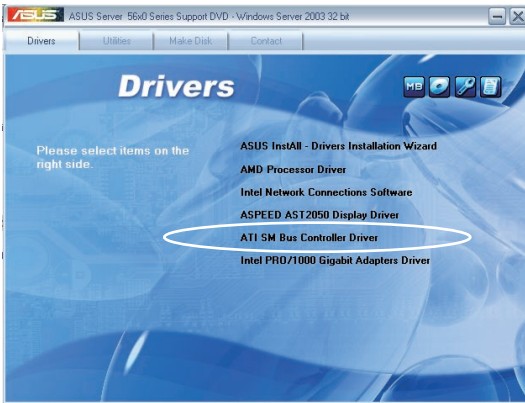 ASUS ASUS Server 56x0 Series Support DVD - Windows Server 2003 32 bit
Drivers Utilities Make Disk Contact
Drivers
MB
Please select items on the right side.
ASUS InstAll - Drivers Installation Wizard
AMD Processor Driver
Intel Network Connections Software
ASPEED AST2050 Display Driver
ATI SM Bus Controller Driver
Intel PRO/1000 Gigabit Adapters Driver